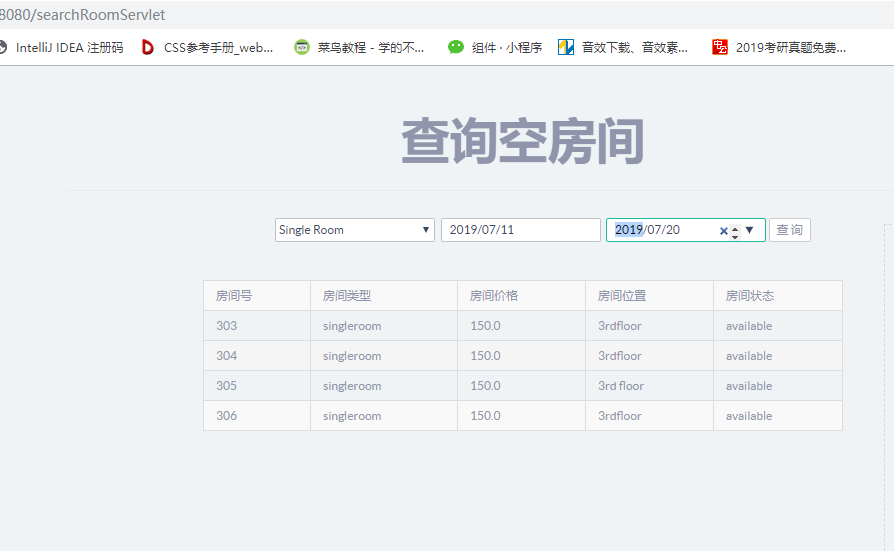 8080/searchRoomServlet
IntelliJ IDEA 注册码 CSS参考手册_web... 菜鸟教程 - 学的不... 组件 · 小程序 音效下载、音效素... 2019考研真题免费...
查询空房间
Single Room 2019/07/11 2019/07/20 查 询
房间号 房间类型 房间价格 房间位置 房间状态
303 singleroom 150.0 3rdfloor available
304 singleroom 150.0 3rdfloor available
305 singleroom 150.0 3rd floor available
306 singleroom 150.0 3rdfloor available